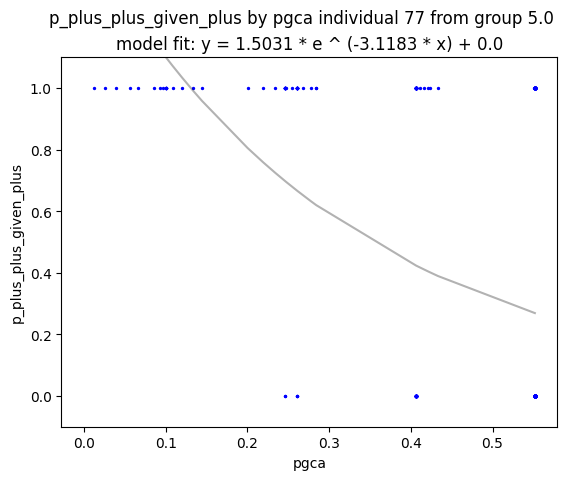 p_plus_plus_given_plus by pgca individual 77 from group 5.0
model fit: y = 1.5031 * e ^ (-3.1183 * x) + 0.0
1.0
0.8
0.6
0.4
0.2
0.0
p_plus_plus_given_plus
0.0 0.1 0.2 0.3 0.4 0.5
pgca